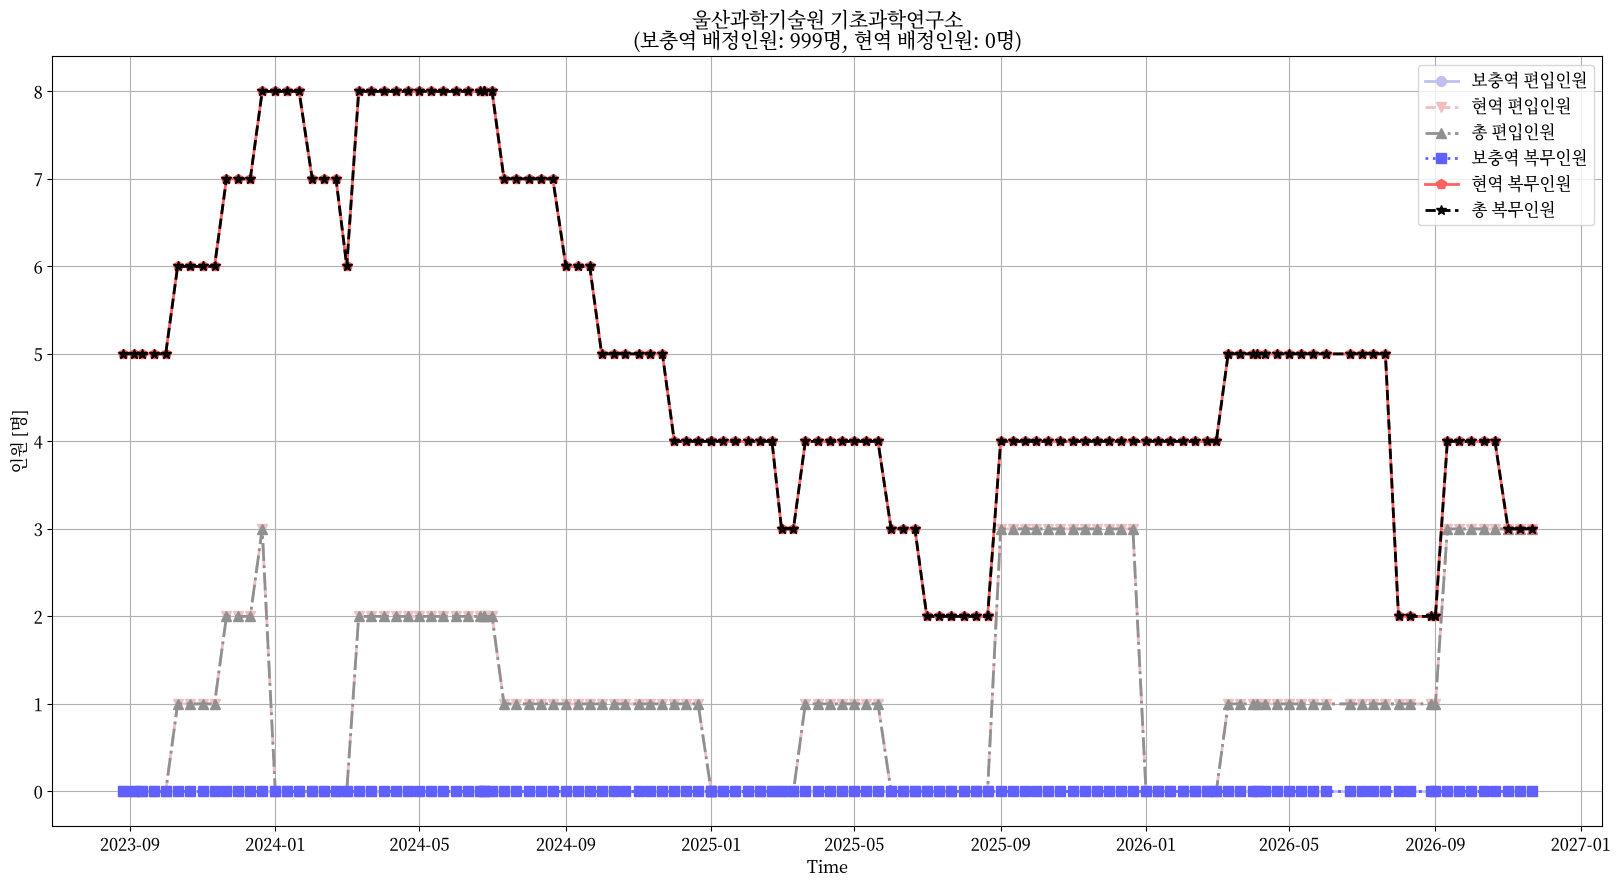 울산과학기술원 기초과학연구소
(보충역 배정인원: 999명, 현역 배정인원: 0명)
보충역 편입인원
현역 편입인원
총 편입인원
보충역 복무인원
현역 복무인원
총 복무인원
인원 [명]
8
7
6
5
4
3
2
1
0
2023-09 2024-01 2024-05 2024-09 2025-01 2025-05 2025-09 2026-01 2026-05 2026-09 2027-01
Time